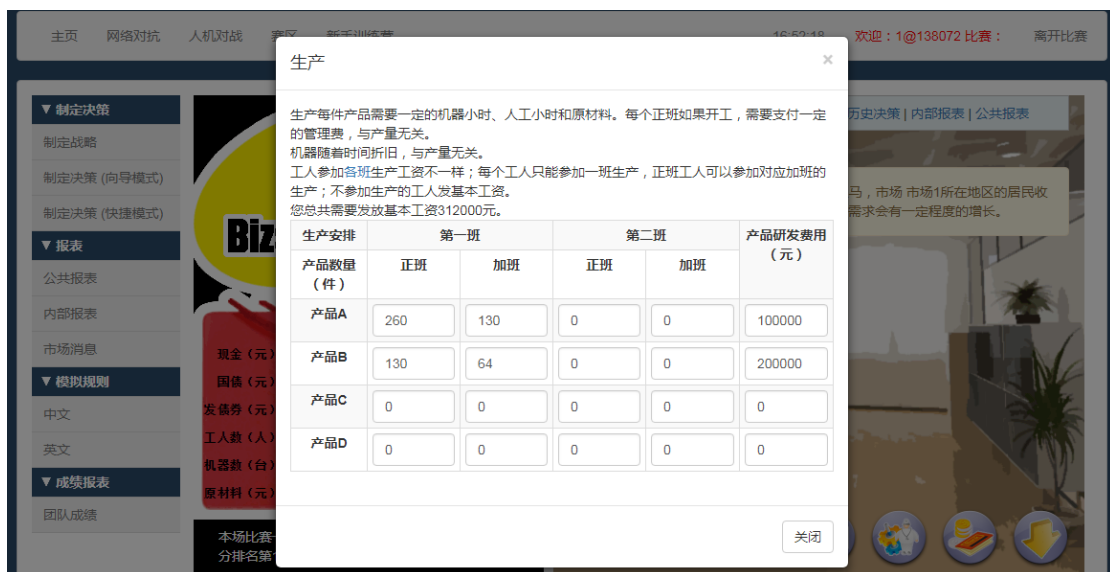 主页 网络对抗 人机对战 赛区 新手训练营 16:52:18 欢迎：1@138072 比赛： 离开比赛
生产 ×
生产每件产品需要一定的机器小时、人工小时和原材料。每个正班如果开工，需要支付一定
的管理费，与产量无关。
机器随着时间折旧，与产量无关。
工人参加各班生产工资不一样；每个工人只能参加一班生产，正班工人可以参加对应加班的
生产；不参加生产的工人发基本工资。
您总共需要发放基本工资312000元。
生产安排 第一班 第二班 产品研发费用
（元）
产品数量
（件） 正班 加班 正班 加班
产品A 260 130 0 0 100000
产品B 130 64 0 0 200000
产品C 0 0 0 0 0
产品D 0 0 0 0 0
关闭
▼ 制定决策
制定战略
制定决策 (向导模式)
制定决策 (快捷模式)
▼ 报表
公共报表
内部报表
市场消息
▼ 模拟规则
中文
英文
▼ 成绩报表
团队成绩
Biz
现金（元）
国债（元）
发债券（元）
工人数（人）
机器数（台）
原材料（元）
本场比赛
分排名第
历史决策 | 内部报表 | 公共报表
马，市场 市场1所在地区的居民收
需求会有一定程度的增长。